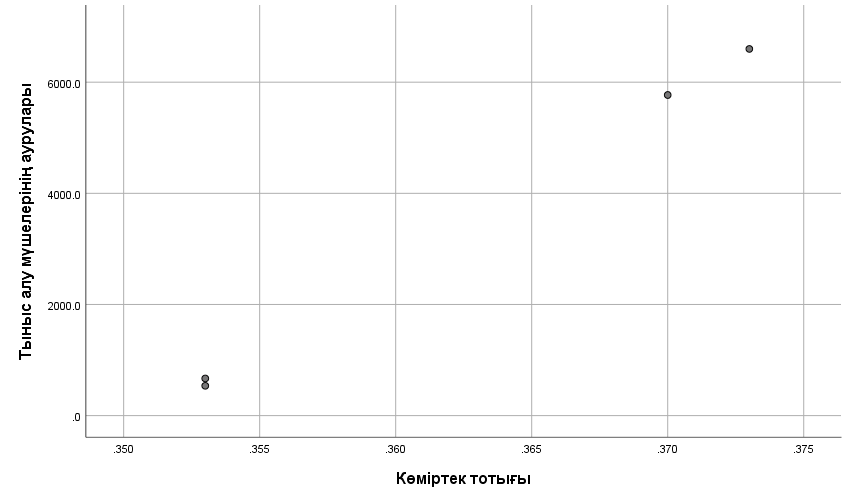 Тыныс алу мүшелерінің аурулары
6000.0
4000.0
2000.0
.0
.350 .355 .360 .365 .370 .375
Көміртек тотығы